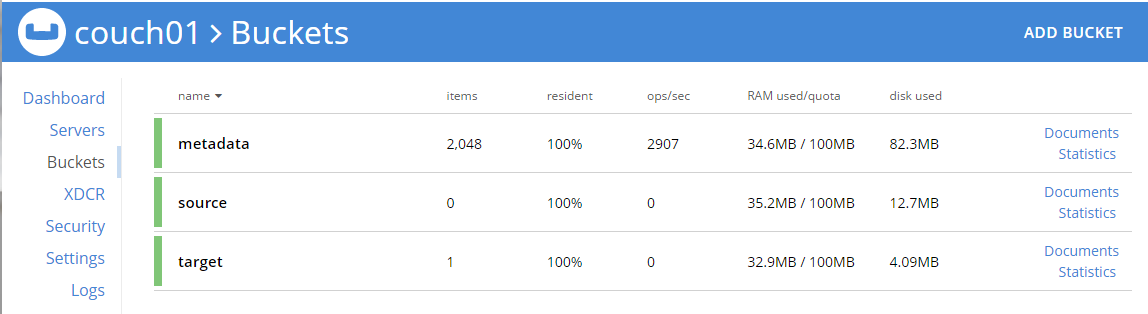 couch01 > Buckets ADD BUCKET
Dashboard
Servers
Buckets
XDCR
Security
Settings
Logs
name items resident ops/sec RAM used/quota disk used
metadata 2,048 100% 2907 34.6MB / 100MB 82.3MB Documents
Statistics
source 0 100% 0 35.2MB / 100MB 12.7MB Documents
Statistics
target 1 100% 0 32.9MB / 100MB 4.09MB Documents
Statistics